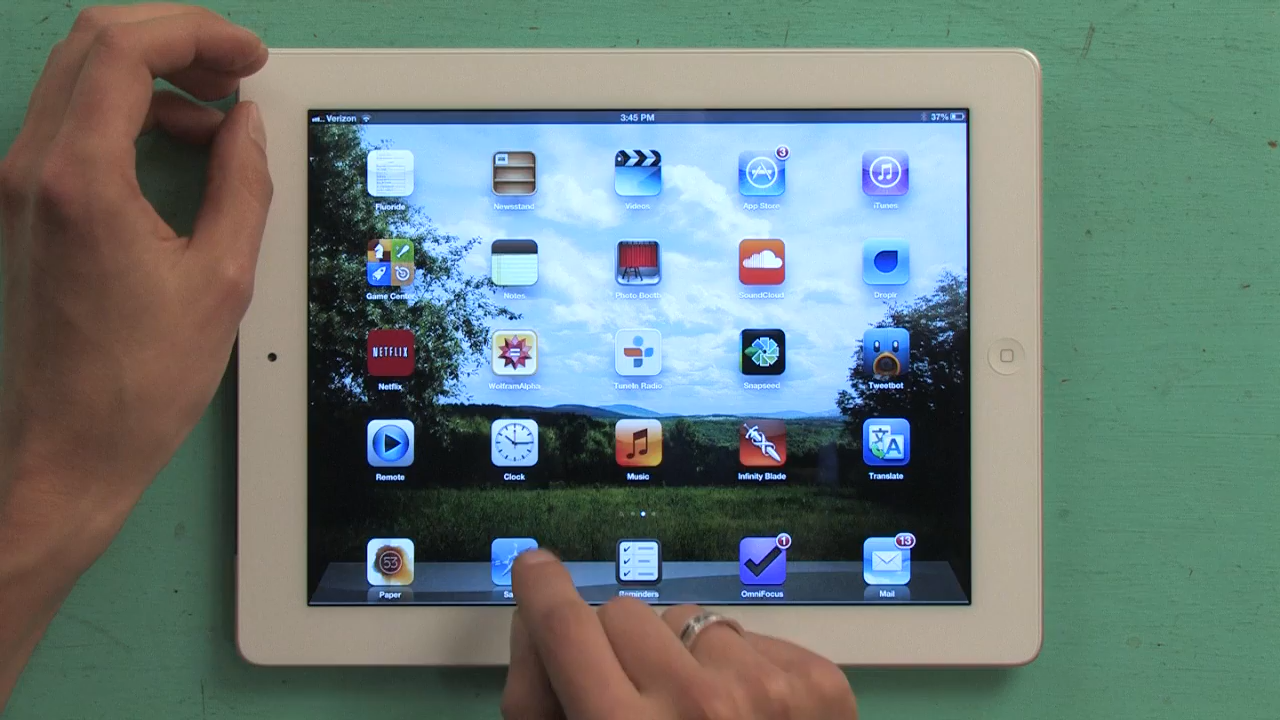 Verizon 3:45 PM 37%
3
Fluoride Newsstand Videos App Store iTunes
Game Center Notes Photo Booth SoundCloud Droplr
NETFLIX
Netflix WolframAlpha TuneIn Radio Snapseed Tweetbot
A
Remote Clock Music Infinity Blade Translate
53 1 13
Paper Sa Reminders OmniFocus Mail